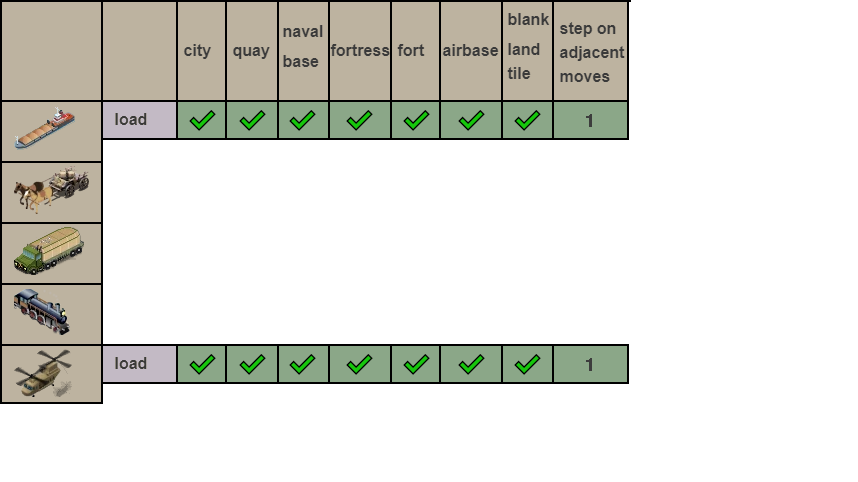 city quay naval base fortress fort airbase blank land tile step on adjacent moves
load 1
load 1